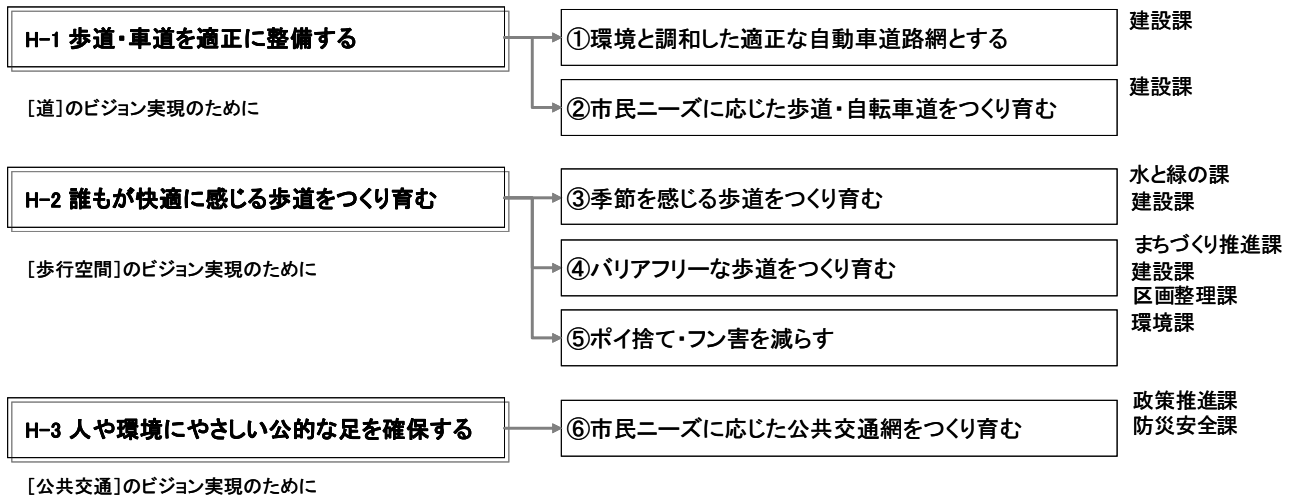 H-1 歩道・車道を適正に整備する
[道]のビジョン実現のために
①環境と調和した適正な自動車道路網とする
建設課
②市民ニーズに応じた歩道・自転車道をつくり育む
建設課
H-2 誰もが快適に感じる歩道をつくり育む
[歩行空間]のビジョン実現のために
③季節を感じる歩道をつくり育む
水と緑の課
建設課
④バリアフリーな歩道をつくり育む
まちづくり推進課
建設課
区画整理課
⑤ポイ捨て・フン害を減らす
環境課
H-3 人や環境にやさしい公的な足を確保する
[公共交通]のビジョン実現のために
⑥市民ニーズに応じた公共交通網をつくり育む
政策推進課
防災安全課